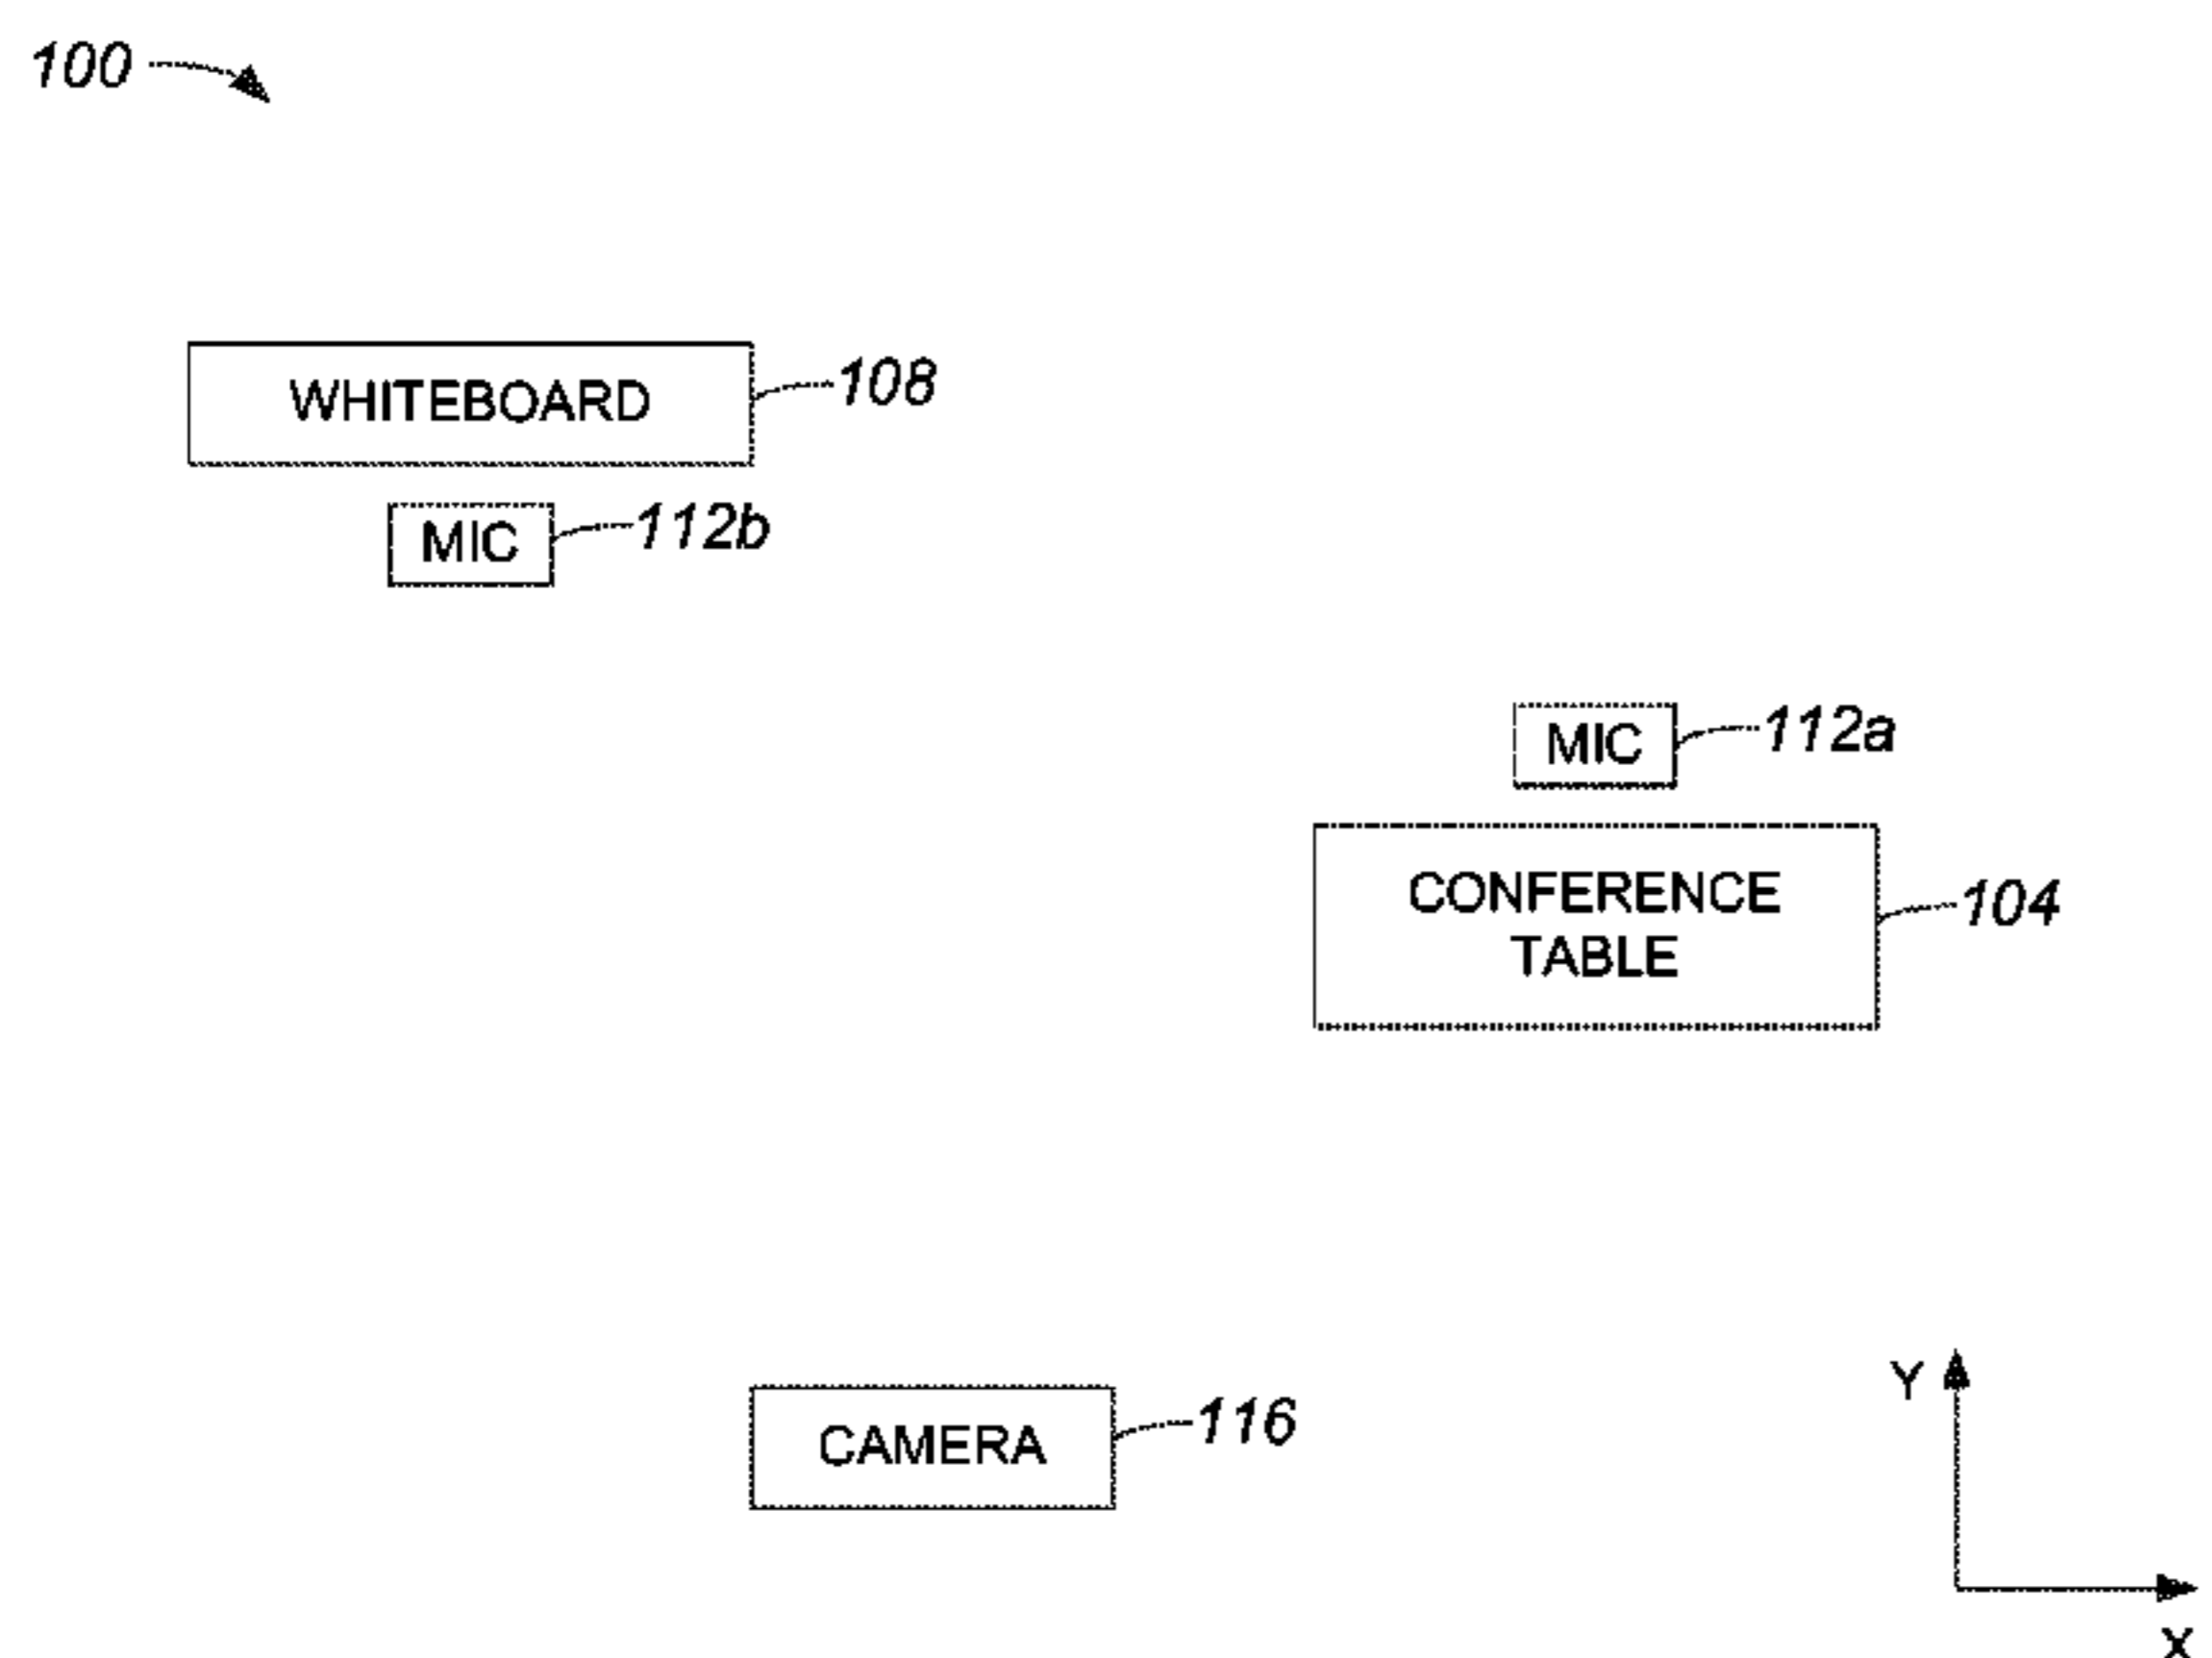 100
WHITEBOARD
108
MIC
112b
MIC
112a
CONFERENCE
TABLE
104
CAMERA
116
Y
X